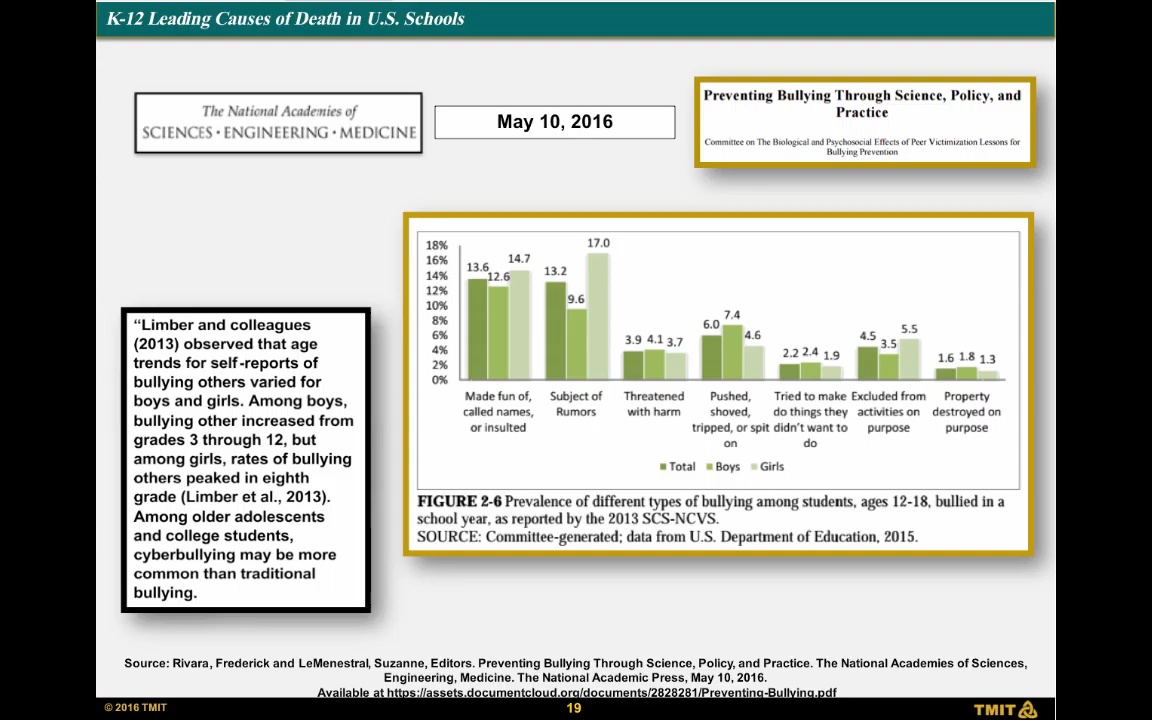 K-12 Leading Causes of Death in U.S. Schools
The National Academies of
SCIENCES • ENGINEERING • MEDICINE
May 10, 2016
Preventing Bullying Through Science, Policy, and
Practice
Committee on The Biological and Psychosocial Effects of Peer Victimization Lessons for
Bullying Prevention
“Limber and colleagues
(2013) observed that age
trends for self-reports of
bullying others varied for
boys and girls. Among boys,
bullying other increased from
grades 3 through 12, but
among girls, rates of bullying
others peaked in eighth
grade (Limber et al., 2013).
Among older adolescents
and college students,
cyberbullying may be more
common than traditional
bullying.
18%
16%
14%
12%
10%
8%
6%
4%
2%
0%
13.6 12.6 14.7
13.2 9.6 17.0
3.9 4.1 3.7
6.0 7.4 4.6
2.2 2.4 1.9
4.5 3.5 5.5
1.6 1.8 1.3
Made fun of,
called names,
or insulted
Subject of
Rumors
Threatened
with harm
Pushed,
shoved,
tripped, or spit
on
Tried to make
do things they
didn't want to
do
Excluded from
activities on
purpose
Property
destroyed on
purpose
Total Boys Girls
FIGURE 2-6 Prevalence of different types of bullying among students, ages 12-18, bullied in a
school year, as reported by the 2013 SCS-NCVS.
SOURCE: Committee-generated; data from U.S. Department of Education, 2015.
Source: Rivara, Frederick and LeMenestral, Suzanne, Editors. Preventing Bullying Through Science, Policy, and Practice. The National Academies of Sciences,
Engineering, Medicine. The National Academic Press, May 10, 2016.
Available at https://assets.documentcloud.org/documents/2828281/Preventing-Bullying.pdf
© 2016 TMIT
19
TMIT